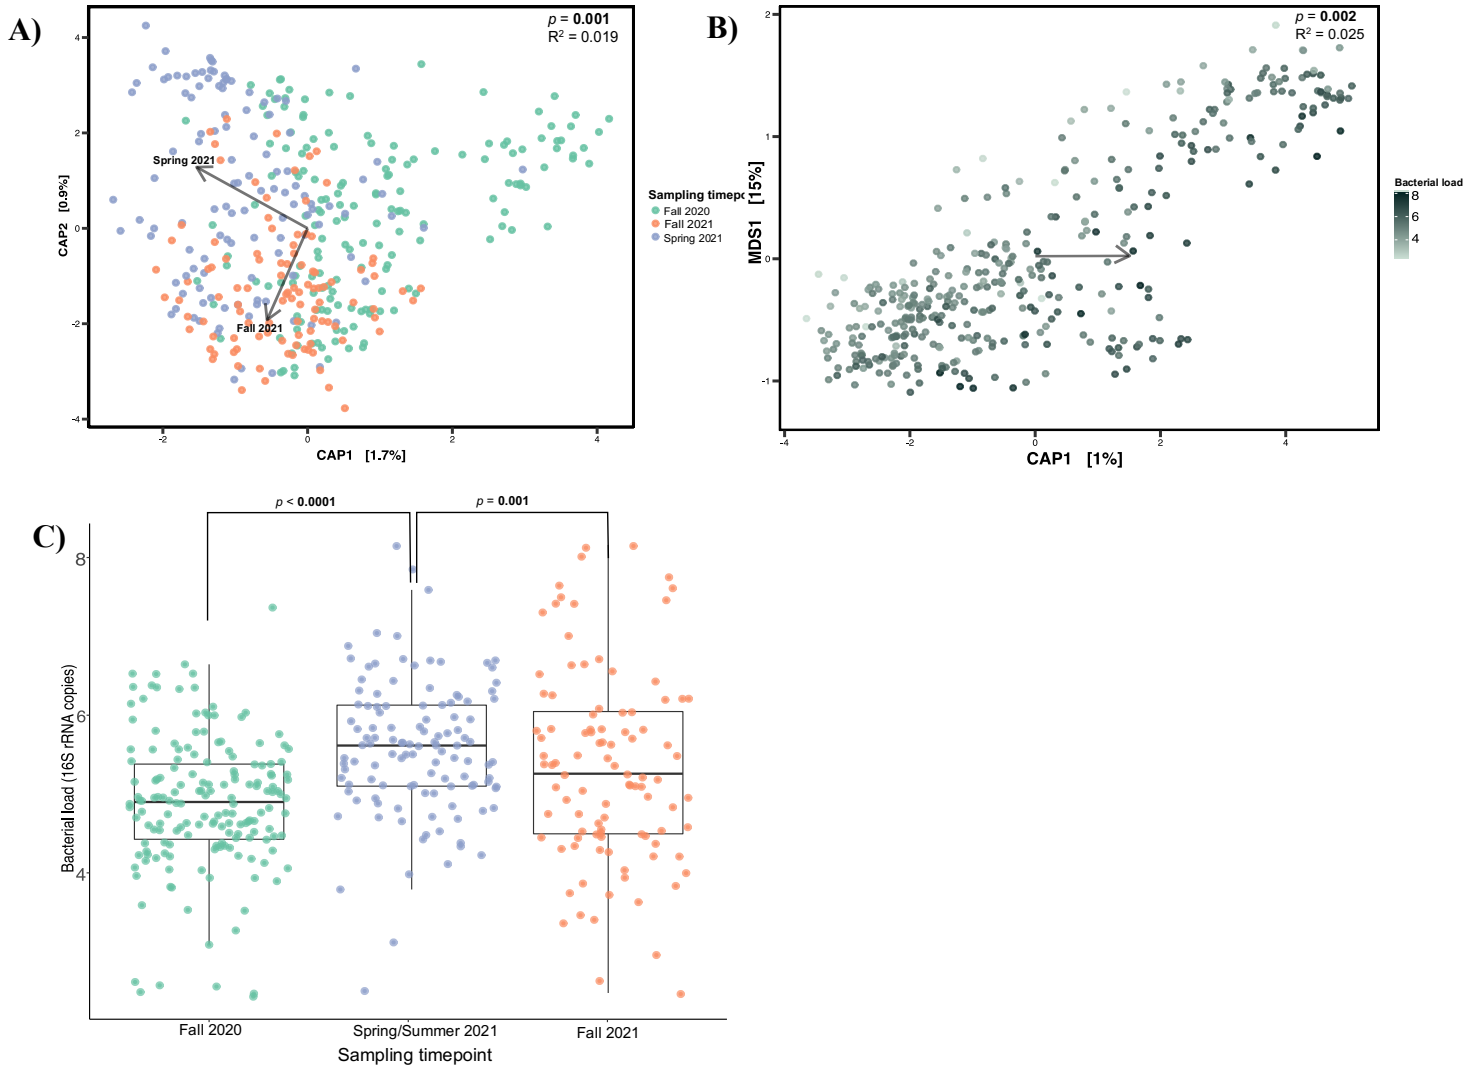 A)
p = 0.001
R² = 0.019
4
2
0
-2
-4
CAP2 [0.9%]
Spring 2021
Fall 2021
-2 0 2 4
CAP1 [1.7%]
Sampling timepo
Fall 2020
Fall 2021
Spring 2021
B)
p = 0.002
R² = 0.025
2
1
0
-1
MDS1 [15%]
-4 -2 0 2 4
CAP1 [1%]
Bacterial load
8
6
4
C)
p < 0.0001
p = 0.001
8
6
4
Bacterial load (16S rRNA copies)
Fall 2020 Spring/Summer 2021 Fall 2021
Sampling timepoint